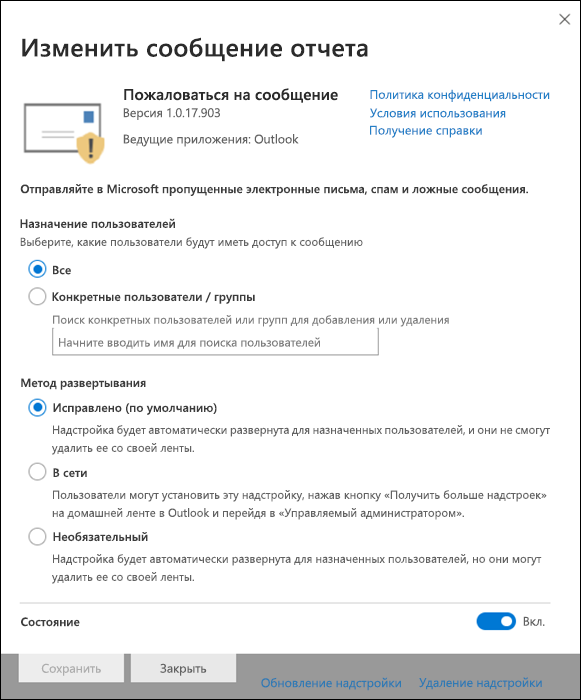 Изменить сообщение отчета
Пожаловаться на сообщение
Версия 1.0.17.903
Ведущие приложения: Outlook
Политика конфиденциальности
Условия использования
Получение справки
Отправляйте в Microsoft пропущенные электронные письма, спам и ложные сообщения.
Назначение пользователей
Выберите, какие пользователи будут иметь доступ к сообщению
Все
Конкретные пользователи / группы
Поиск конкретных пользователей или групп для добавления или удаления
Начните вводить имя для поиска пользователей
Метод развертывания
Исправлено (по умолчанию)
Надстройка будет автоматически развернута для назначенных пользователей, и они не смогут
удалить ее со своей ленты.
В сети
Пользователи могут установить эту надстройку, нажав кнопку «Получить больше надстроек»
на домашней ленте в Outlook и перейдя в «Управляемый администратором».
Необязательный
Надстройка будет автоматически развернута для назначенных пользователей, но они могут
удалить ее со своей ленты.
Состояние
Вкл.
Сохранить
Закрыть
Обновление надстройки
Удаление надстройки